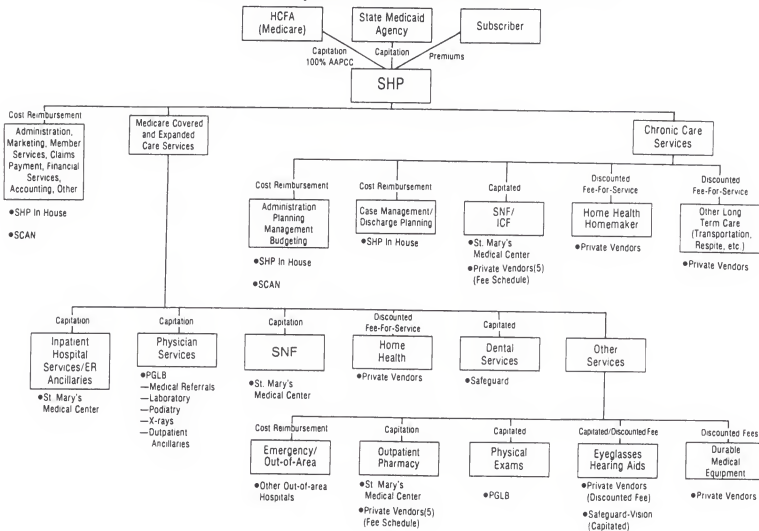 HCFA
(Medicare)
State Medicaid
Agency
Subscriber
Capitation
100% AAPCC
Capitation
Premiums
SHP
Cost Reimbursement
Administration,
Marketing, Member
Services, Claims
Payment, Financial
Services,
Accounting, Other
●SHP In House
●SCAN
Medicare Covered
and Expanded
Care Services
Chronic Care
Services
Cost Reimbursement
Administration
Planning
Management
Budgeting
●SHP In House
●SCAN
Cost Reimbursement
Case Management/
Discharge Planning
●SHP In House
Capitated
SNF/
ICF
●St. Mary's
Medical Center
●Private Vendors(5)
(Fee Schedule)
Discounted
Fee-For-Service
Home Health
Homemaker
●Private Vendors
Discounted
Fee-For-Service
Other Long
Term Care
(Transportation,
Respite, etc.)
●Private Vendors
Capitation
Inpatient
Hospital
Services/ER
Ancillaries
●St. Mary's
Medical Center
Capitation
Physician
Services
●PGLB
—Medical Referrals
—Laboratory
—Podiatry
—X-rays
—Outpatient
Ancillaries
Capitation
SNF
●St. Mary's
Medical Center
Discounted
Fee-For-Service
Home
Health
●Private Vendors
Capitated
Dental
Services
●Safeguard
Other
Services
Cost Reimbursement
Emergency/
Out-of-Area
●Other Out-of-area
Hospitals
Capitation
Outpatient
Pharmacy
●St Mary's
Medical Center
●Private Vendors(5)
(Fee Schedule)
Capitated
Physical
Exams
●PGLB
Capitated/Discounted Fee
Eyeglasses
Hearing Aids
●Private Vendors
(Discounted Fee)
●Safeguard-Vision
(Capitated)
Discounted Fees
Durable
Medical
Equipment
●Private Vendors